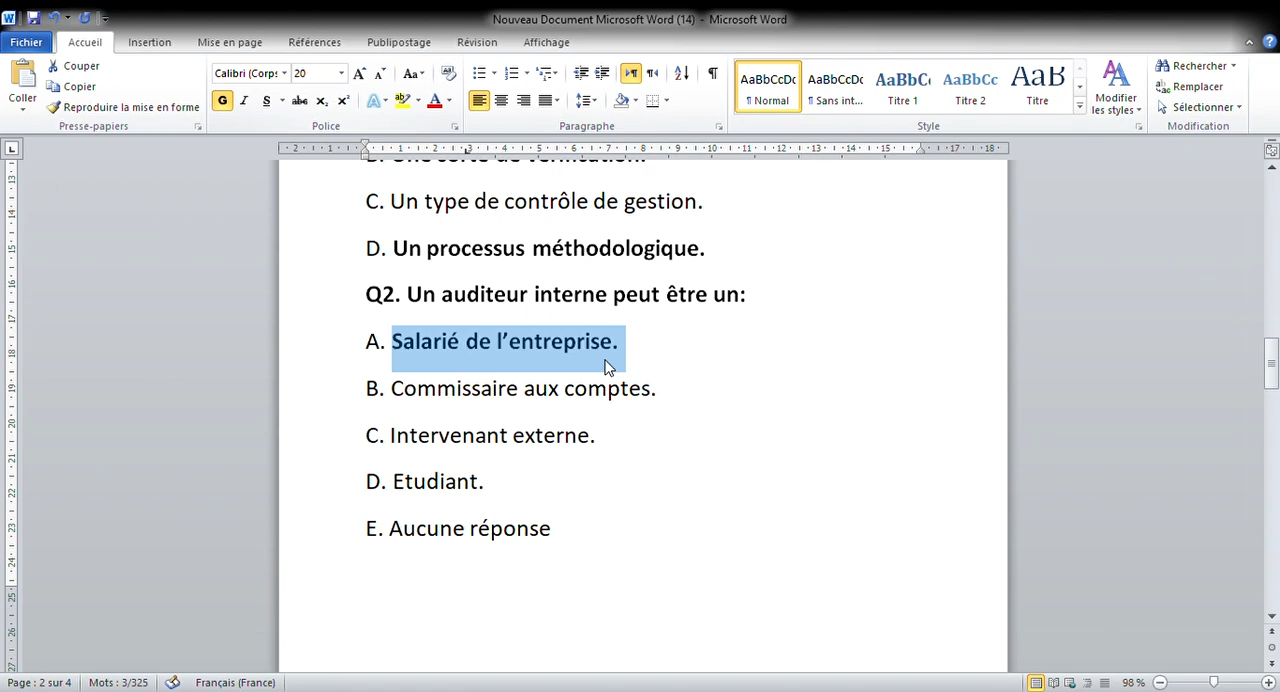 Nouveau Document Microsoft Word (14) - Microsoft Word
Fichier Accueil Insertion Mise en page Références Publipostage Révision Affichage
Coller
Couper
Copier
Reproduire la mise en forme
Presse-papiers
Calibri (Corps 20
G I S abc
Police
Paragraphe
AaBbCcDc AaBbCcDc AaBbC AaBbCc AaB
¶ Normal ¶ Sans int... Titre 1 Titre 2 Titre
Style
Modifier les styles
Rechercher
Remplacer
Sélectionner
Modification
C. Un type de contrôle de gestion.
D. Un processus méthodologique.
Q2. Un auditeur interne peut être un:
A. Salarié de l’entreprise.
B. Commissaire aux comptes.
C. Intervenant externe.
D. Etudiant.
E. Aucune réponse
Page : 2 sur 4 Mots : 3/325 Français (France) 98 %